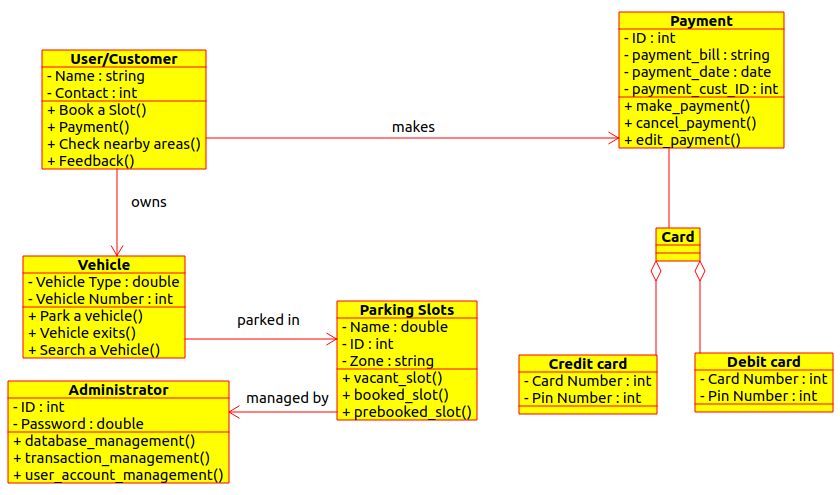 User/Customer
- Name : string
- Contact : int
+ Book a Slot()
+ Payment()
+ Check nearby areas()
+ Feedback()
makes
Payment
- ID : int
- payment_bill : string
- payment_date : date
- payment_cust_ID : int
+ make_payment()
+ cancel_payment()
+ edit_payment()
owns
Vehicle
- Vehicle Type : double
- Vehicle Number : int
+ Park a vehicle()
+ Vehicle exits()
+ Search a Vehicle()
parked in
Parking Slots
- Name : double
- ID : int
- Zone : string
+ vacant_slot()
+ booked_slot()
+ prebooked_slot()
managed by
Administrator
- ID : int
- Password : double
+ database_management()
+ transaction_management()
+ user_account_management()
Card
Credit card
- Card Number : int
- Pin Number : int
Debit card
- Card Number : int
- Pin Number : int